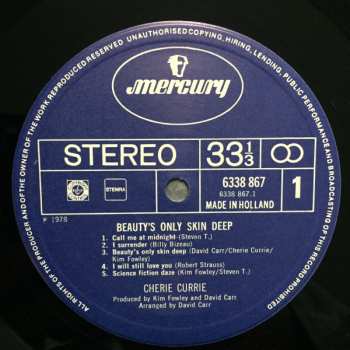 ALL RIGHTS OF THE PRODUCER AND OF THE OWNER OF THE WORK REPRODUCED RESERVED UNAUTHORISED COPYING, HIRING, LENDING, PUBLIC PERFORMANCE AND BROADCASTING OF THIS RECORD PROHIBITED
mercury
STEREO
33 1/3
STEMRA
6338 867
6338 867.1
MADE IN HOLLAND
1
℗ 1978
BEAUTY'S ONLY SKIN DEEP
1. Call me at midnight (Steven T.)
2. I surrender (Billy Bizeau)
3. Beauty's only skin deep (David Carr/Cherie Currie/
Kim Fowley)
4. I will still love you (Robert Strauss)
5. Science fiction daze (Kim Fowley/Steven T.)
CHERIE CURRIE
Produced by Kim Fowley and David Carr
Arranged by David Carr